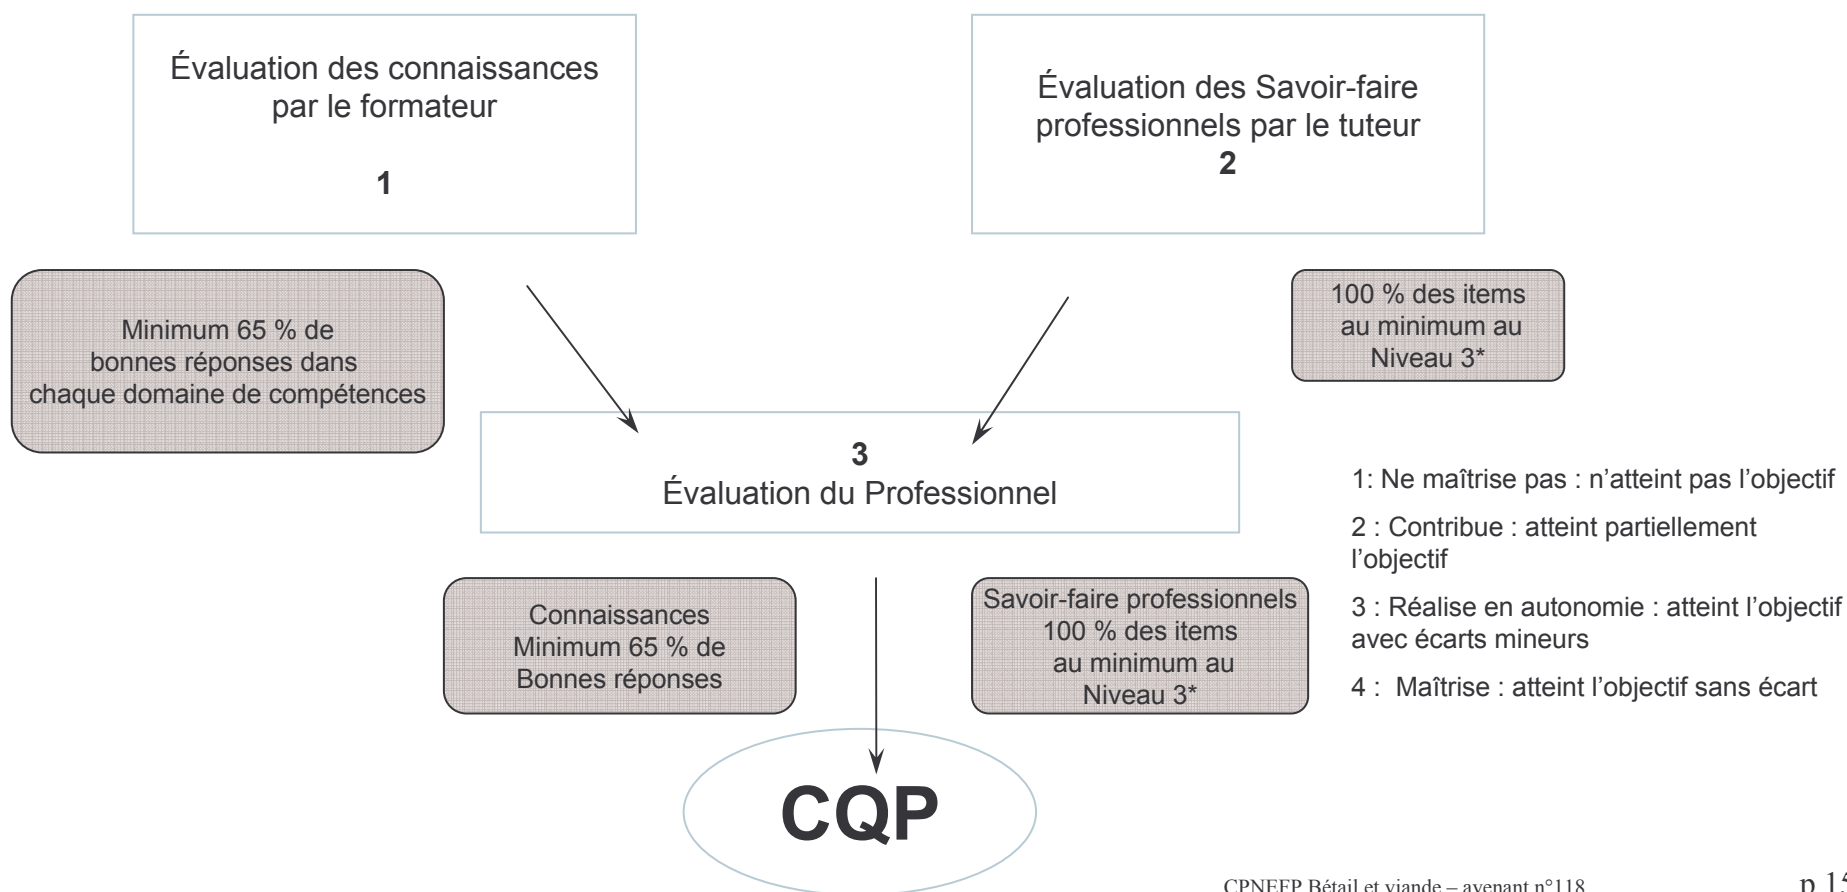 Évaluation des connaissances
par le formateur
1
Évaluation des Savoir-faire
professionnels par le tuteur
2
Minimum 65 % de
bonnes réponses dans
chaque domaine de compétences
100 % des items
au minimum au
Niveau 3*
3
Évaluation du Professionnel
1: Ne maîtrise pas : n’atteint pas l’objectif
2 : Contribue : atteint partiellement
l’objectif
3 : Réalise en autonomie : atteint l’objectif
avec écarts mineurs
4 : Maîtrise : atteint l’objectif sans écart
Connaissances
Minimum 65 % de
Bonnes réponses
Savoir-faire professionnels
100 % des items
au minimum au
Niveau 3*
CQP
CPNEFP Bétail et viande – avenant n°118
p 15